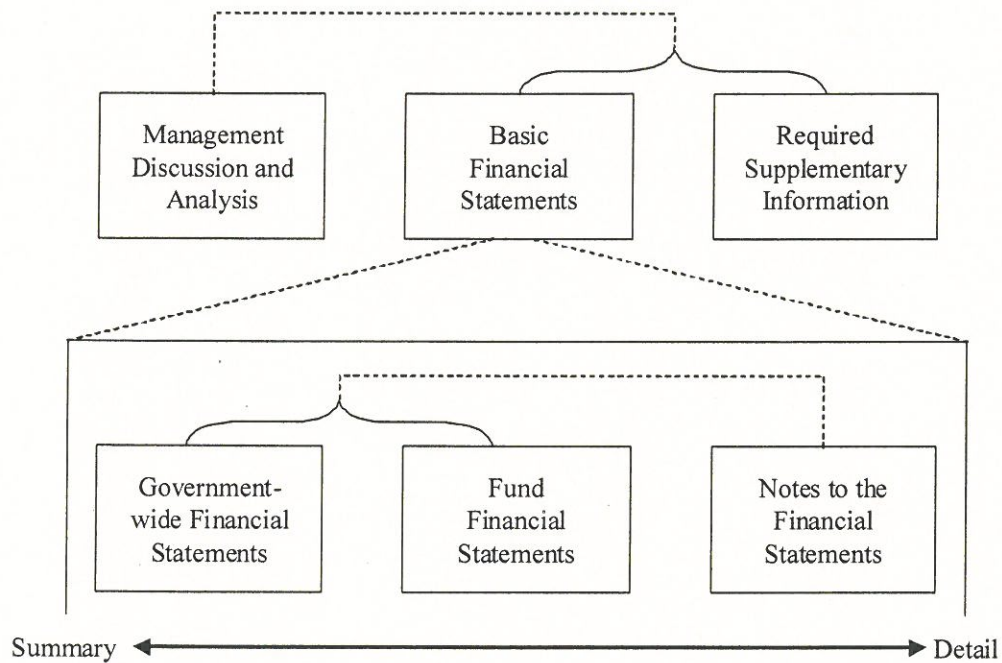 Management
Discussion and
Analysis
Basic
Financial
Statements
Required
Supplementary
Information
Government-
wide Financial
Statements
Fund
Financial
Statements
Notes to the
Financial
Statements
Summary
Detail